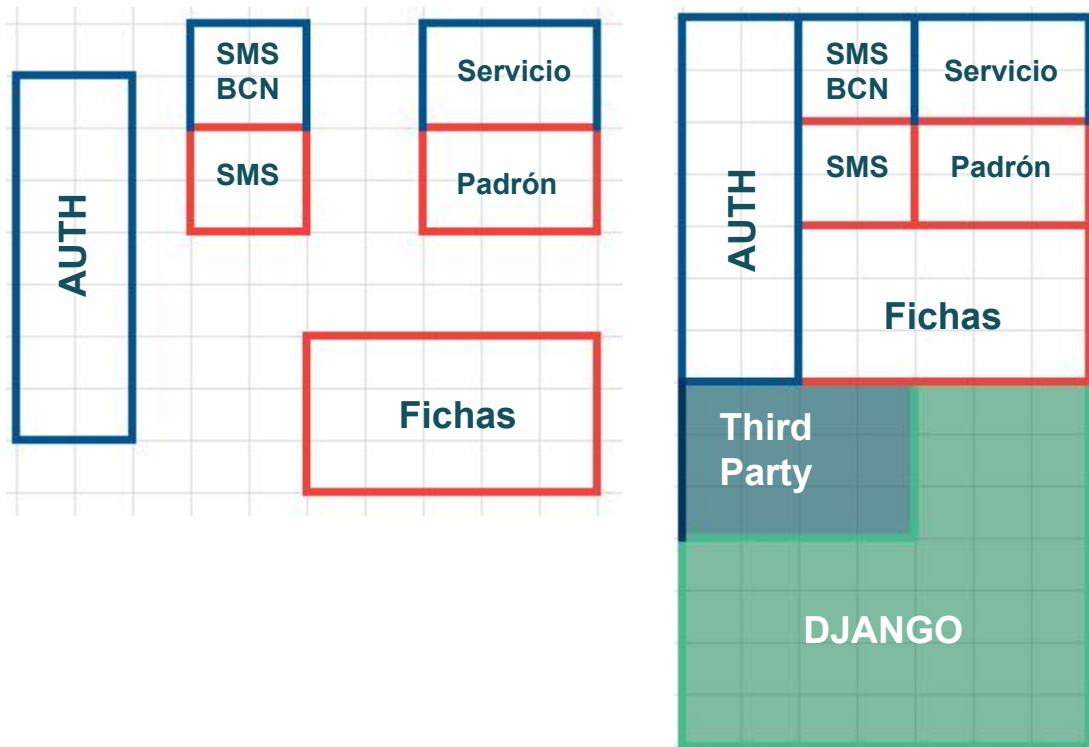 SMS
BCN
Servicio
SMS
Padrón
AUTH
Fichas
SMS
BCN
Servicio
SMS
Padrón
AUTH
Fichas
Third
Party
DJANGO